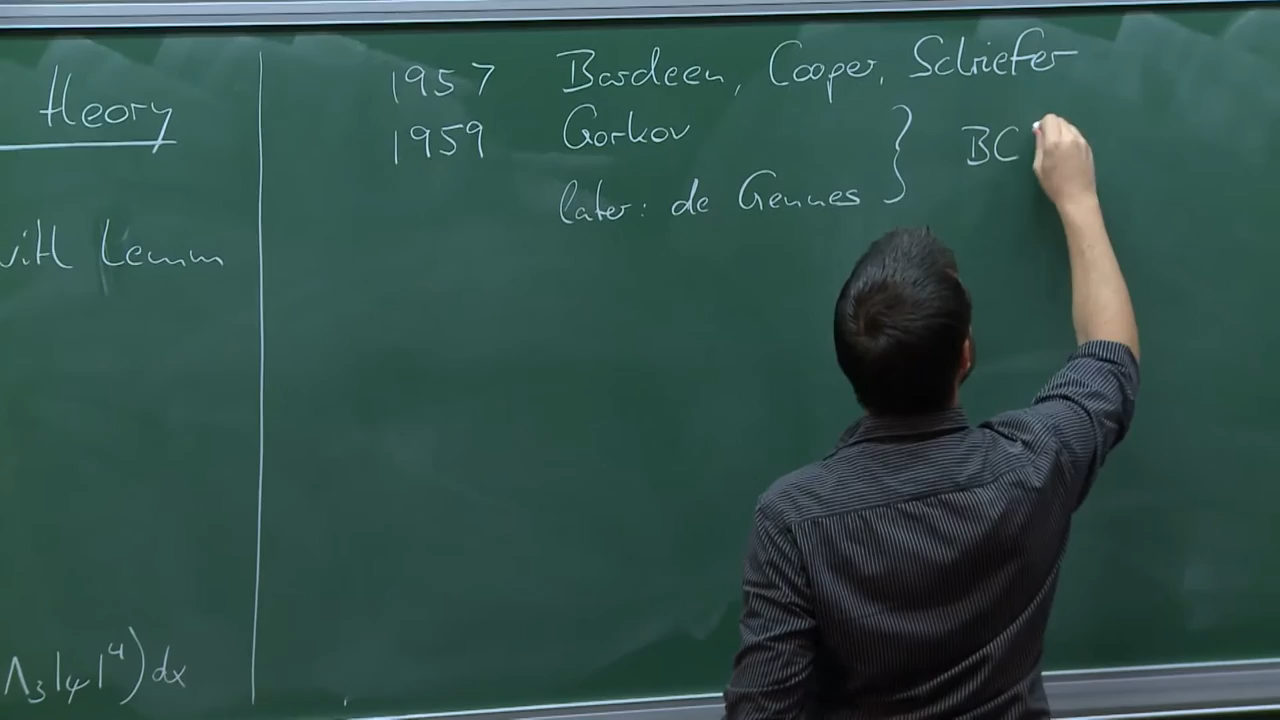 theory
with Lemm
Λ₃|ψ|⁴)dx
1957 Bardeen, Cooper, Schriefer
1959 Gorkov
later: de Gennes } BC